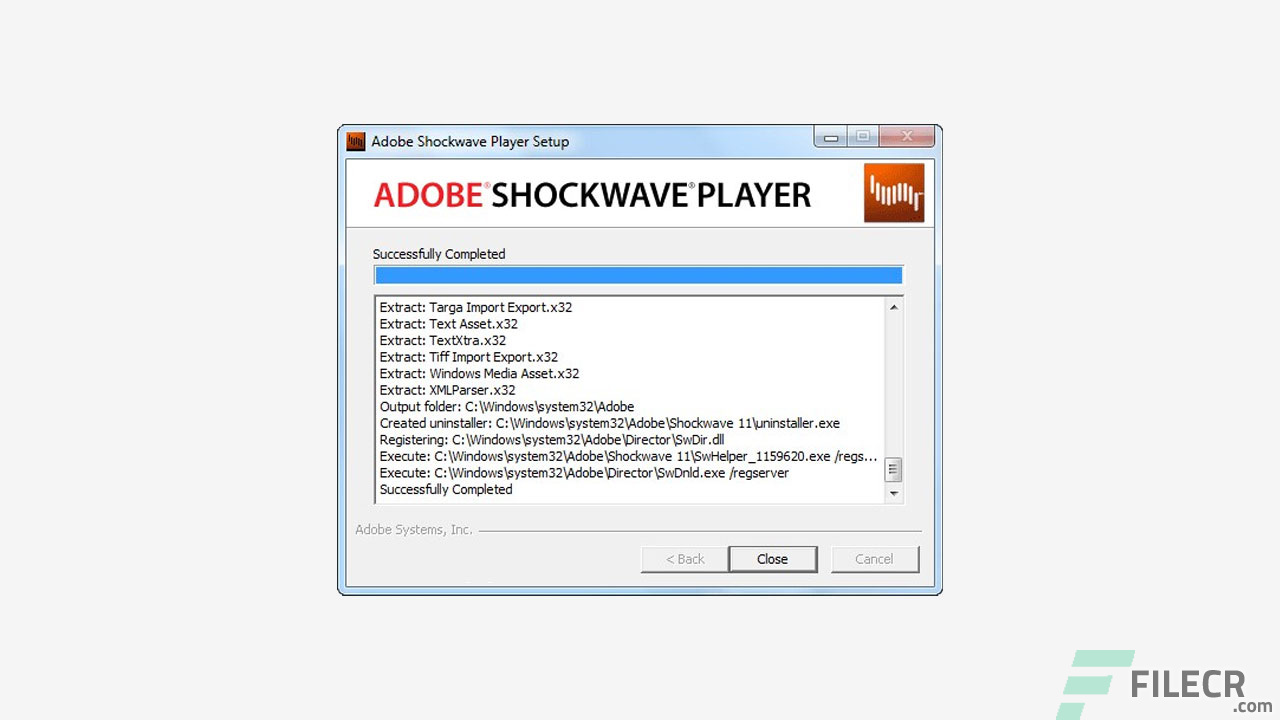 Adobe Shockwave Player Setup
ADOBE® SHOCKWAVE® PLAYER
Successfully Completed
Extract: Targa Import Export.x32
Extract: Text Asset.x32
Extract: TextXtra.x32
Extract: Tiff Import Export.x32
Extract: Windows Media Asset.x32
Extract: XMLParser.x32
Output folder: C:\Windows\system32\Adobe
Created uninstaller: C:\Windows\system32\Adobe\Shockwave 11\uninstaller.exe
Registering: C:\Windows\system32\Adobe\Director\SwDir.dll
Execute: C:\Windows\system32\Adobe\Shockwave 11\SwHelper_1159620.exe /regs...
Execute: C:\Windows\system32\Adobe\Director\SwDnld.exe /regserver
Successfully Completed
Adobe Systems, Inc.
< Back Close Cancel
FILECR
.com